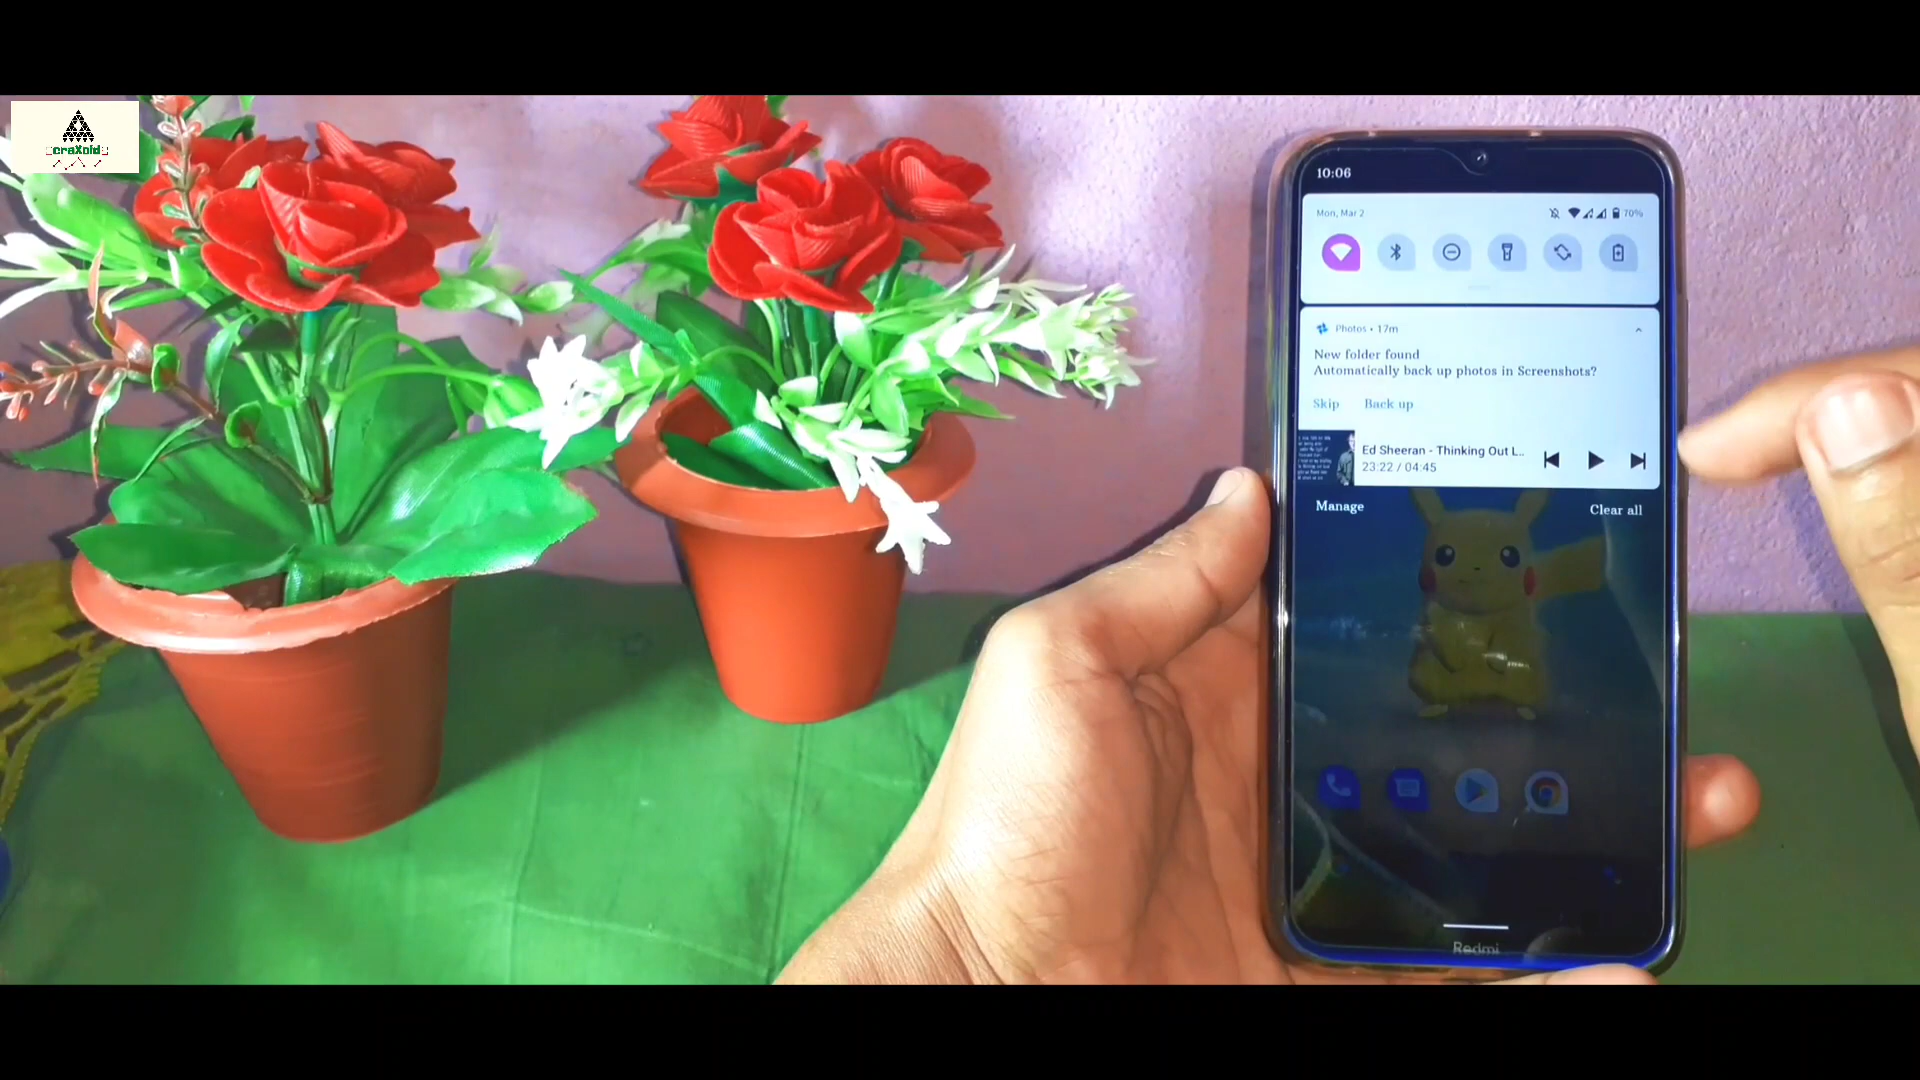 craXoid
10:06
Mon, Mar 2
70%
Photos • 17m
New folder found
Automatically back up photos in Screenshots?
Skip
Back up
Ed Sheeran - Thinking Out L..
23:22 / 04:45
Manage
Clear all
Redmi